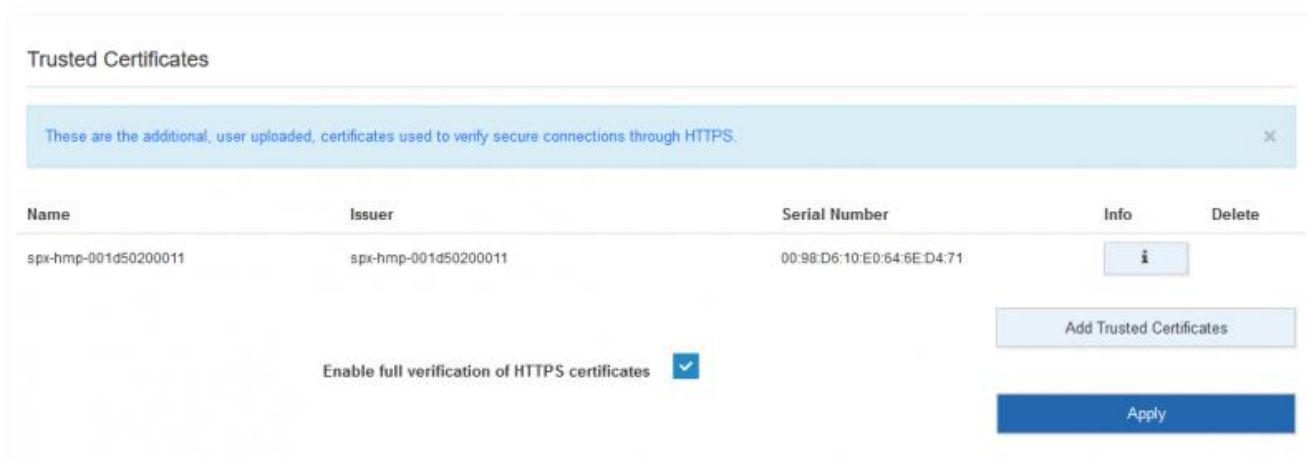 Trusted Certificates
These are the additional, user uploaded, certificates used to verify secure connections through HTTPS.
Name Issuer Serial Number Info Delete
spx-hmp-001d50200011 spx-hmp-001d50200011 00:98:D6:10:E0:64:6E:D4:71 i
Add Trusted Certificates
Enable full verification of HTTPS certificates
Apply